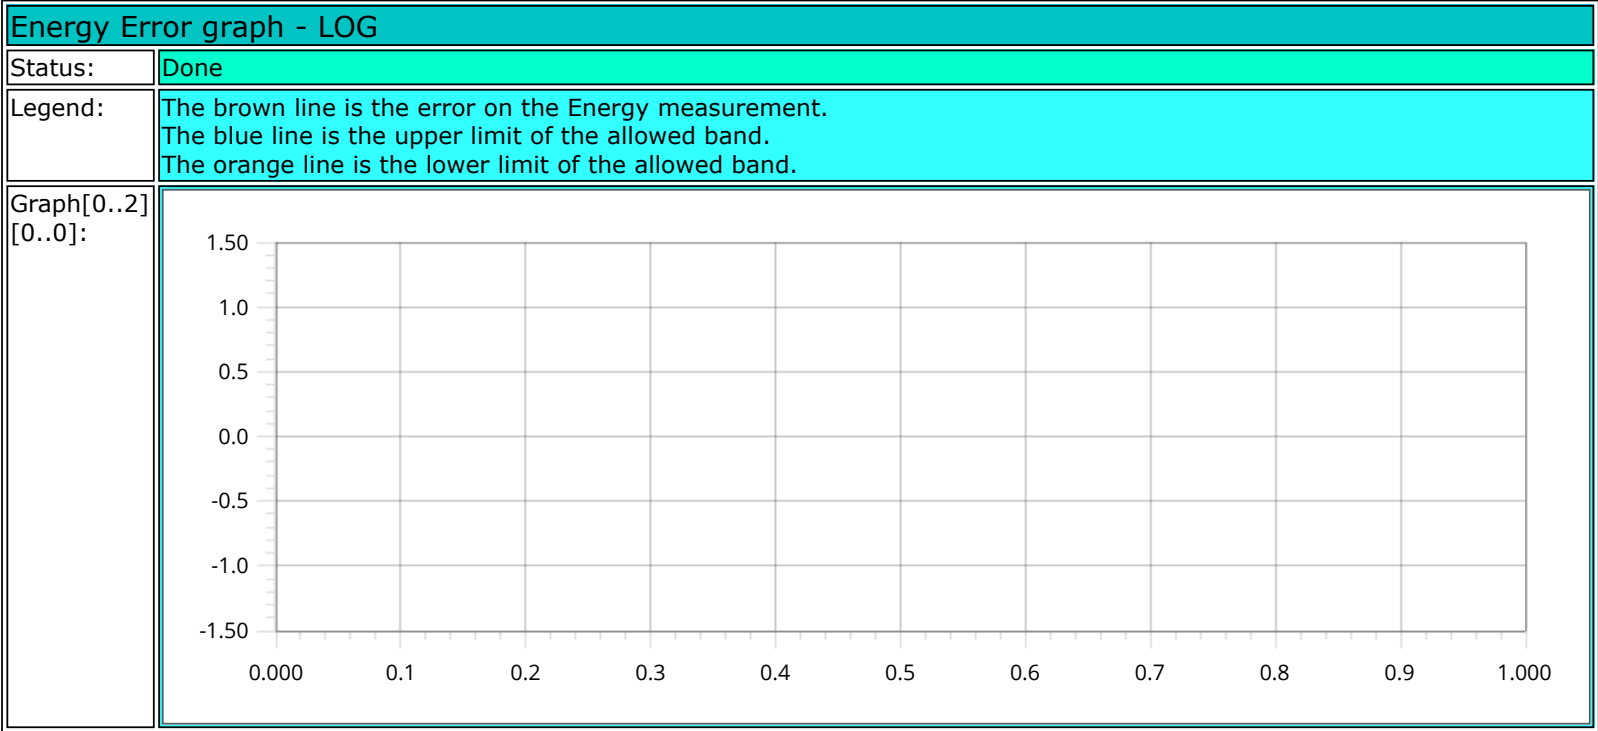 Energy Error graph - LOG
Status:
Done
Legend:
The brown line is the error on the Energy measurement.
The blue line is the upper limit of the allowed band.
The orange line is the lower limit of the allowed band.
Graph[0..2]
[0..0]:
1.50
1.0
0.5
0.0
-0.5
-1.0
-1.50
0.000 0.1 0.2 0.3 0.4 0.5 0.6 0.7 0.8 0.9 1.000